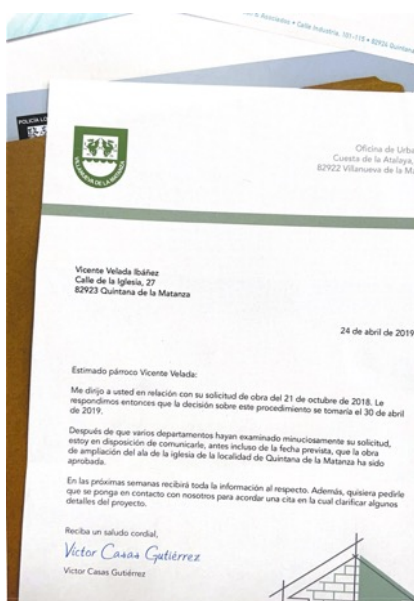 Asociados • Calle Industria, 101-115 • 82924 Quintana
POLICÍA LO
VILLANUEVA DE LA MATANZA
Oficina de Urba
Cuesta de la Atalaya,
82922 Villanueva de la Ma
Vicente Velada Ibáñez
Calle de la Iglesia, 27
82923 Quintana de la Matanza
24 de abril de 2019
Estimado párroco Vicente Velada:
Me dirijo a usted en relación con su solicitud de obra del 21 de octubre de 2018. Le
respondimos entonces que la decisión sobre este procedimiento se tomaría el 30 de abril
de 2019.
Después de que varios departamentos hayan examinado minuciosamente su solicitud,
estoy en disposición de comunicarle, antes incluso de la fecha prevista, que la obra
de ampliación del ala de la iglesia de la localidad de Quintana de la Matanza ha sido
aprobada.
En las próximas semanas recibirá toda la información al respecto. Además, quisiera pedirle
que se ponga en contacto con nosotros para acordar una cita en la cual clarificar algunos
detalles del proyecto.
Reciba un saludo cordial,
Víctor Casas Gutiérrez
Víctor Casas Gutiérrez